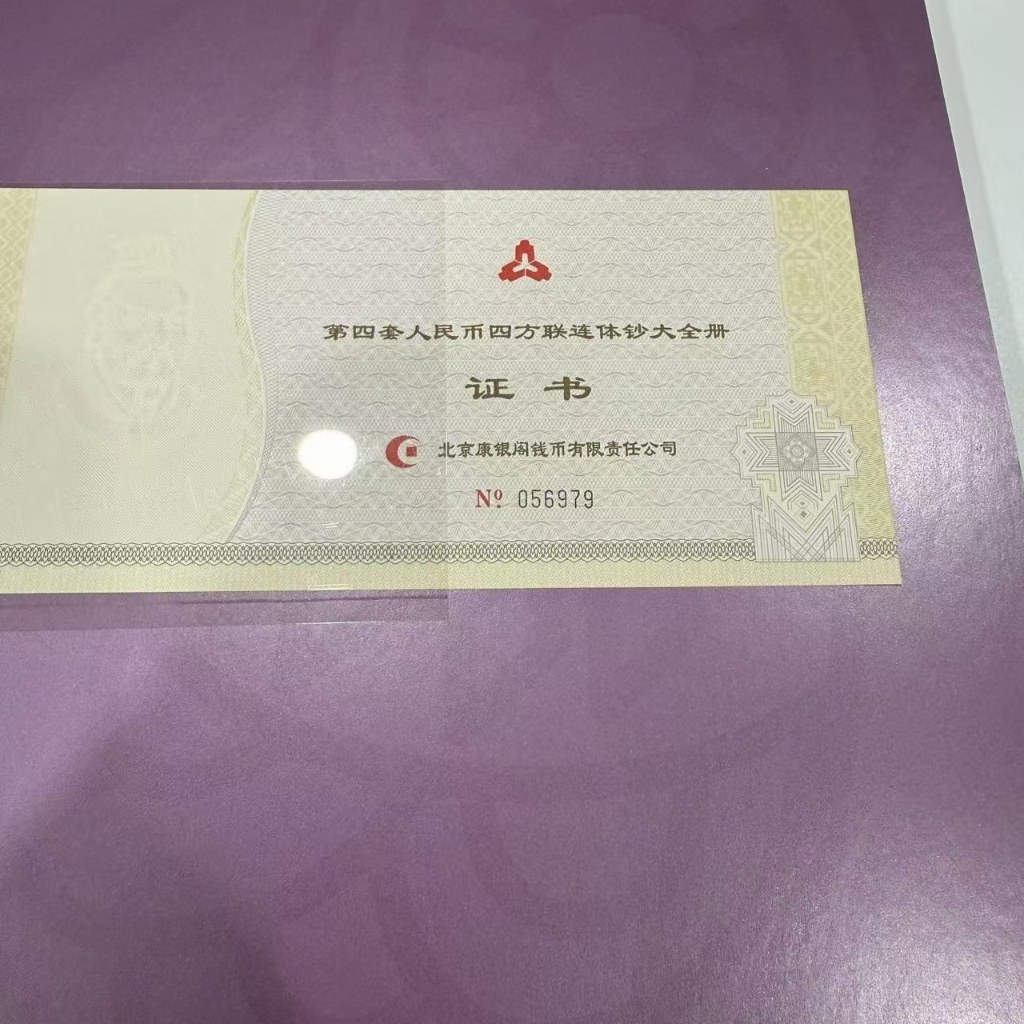 第四套人民币四方联连体钞大全册
证书
北京康银阁钱币有限责任公司
Nº 056979